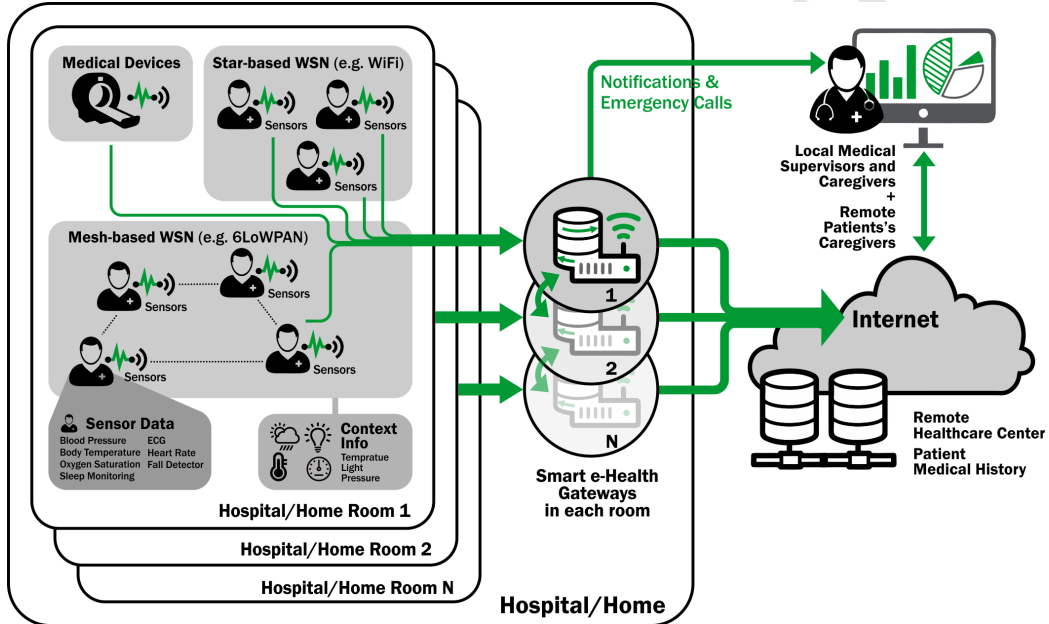 Medical Devices
Star-based WSN (e.g. WiFi)
Sensors
Sensors
Sensors
Mesh-based WSN (e.g. 6LoWPAN)
Sensors
Sensors
Sensors
Sensors
Sensor Data
Blood Pressure ECG
Body Temperature Heart Rate
Oxygen Saturation Fall Detector
Sleep Monitoring
Context
Info
Tempratue
Light
Pressure
Hospital/Home Room 1
Hospital/Home Room 2
Hospital/Home Room N
Notifications &
Emergency Calls
1
2
N
Smart e-Health
Gateways
in each room
Hospital/Home
Local Medical
Supervisors and
Caregivers
+
Remote
Patients's
Caregivers
Internet
Remote
Healthcare Center
Patient
Medical History